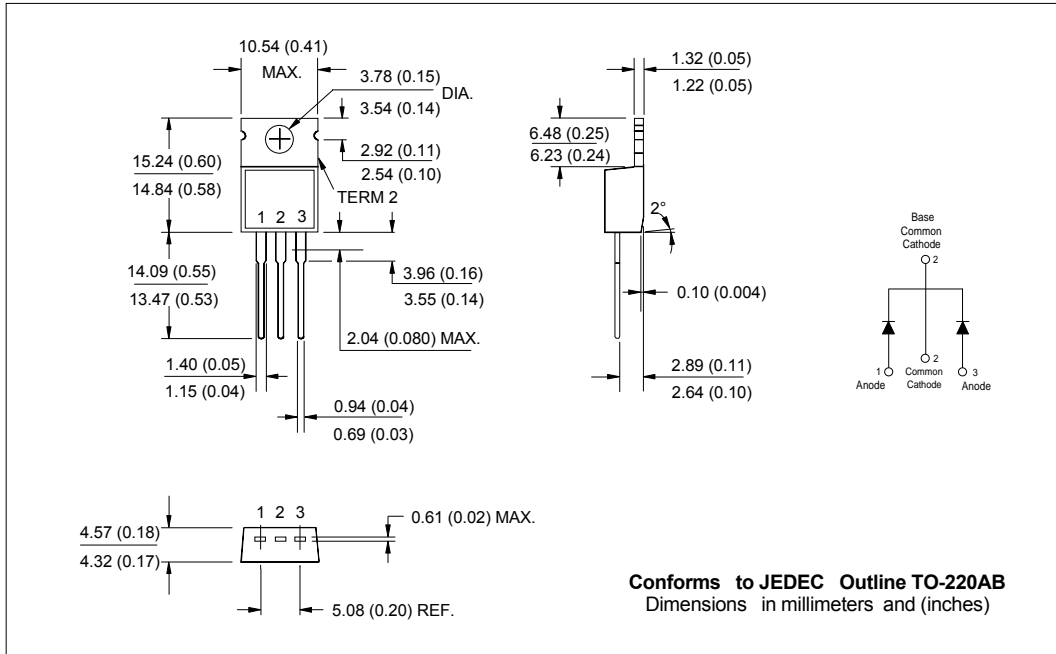 10.54 (0.41)
MAX.
3.78 (0.15)
3.54 (0.14)
DIA.
1.32 (0.05)
1.22 (0.05)
15.24 (0.60)
14.84 (0.58)
2.92 (0.11)
2.54 (0.10)
TERM 2
6.48 (0.25)
6.23 (0.24)
1 2 3
2°
14.09 (0.55)
13.47 (0.53)
3.96 (0.16)
3.55 (0.14)
0.10 (0.004)
2.04 (0.080) MAX.
1.40 (0.05)
1.15 (0.04)
2.89 (0.11)
2.64 (0.10)
0.94 (0.04)
0.69 (0.03)
Base
Common
Cathode
2
2
1
Anode
Common
Cathode
3
Anode
1 2 3
4.57 (0.18)
4.32 (0.17)
0.61 (0.02) MAX.
5.08 (0.20) REF.
Conforms to JEDEC Outline TO-220AB
Dimensions in millimeters and (inches)